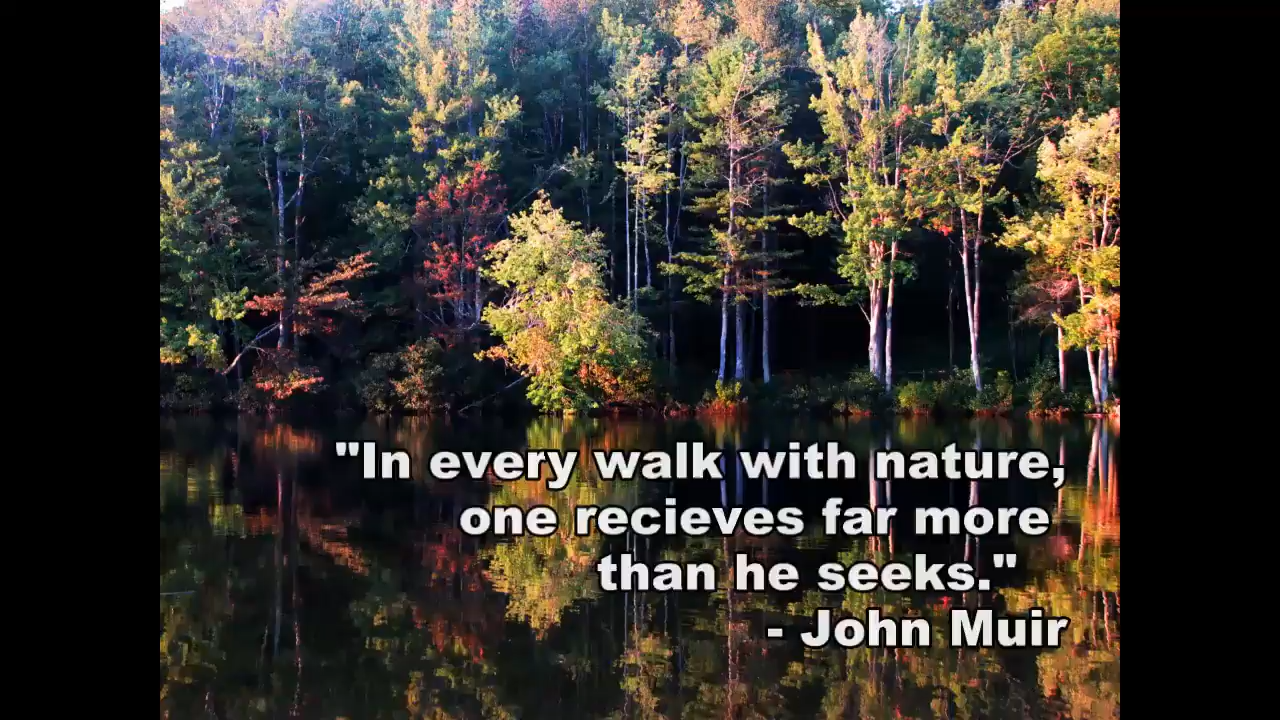 "In every walk with nature,
one recieves far more
than he seeks."
- John Muir